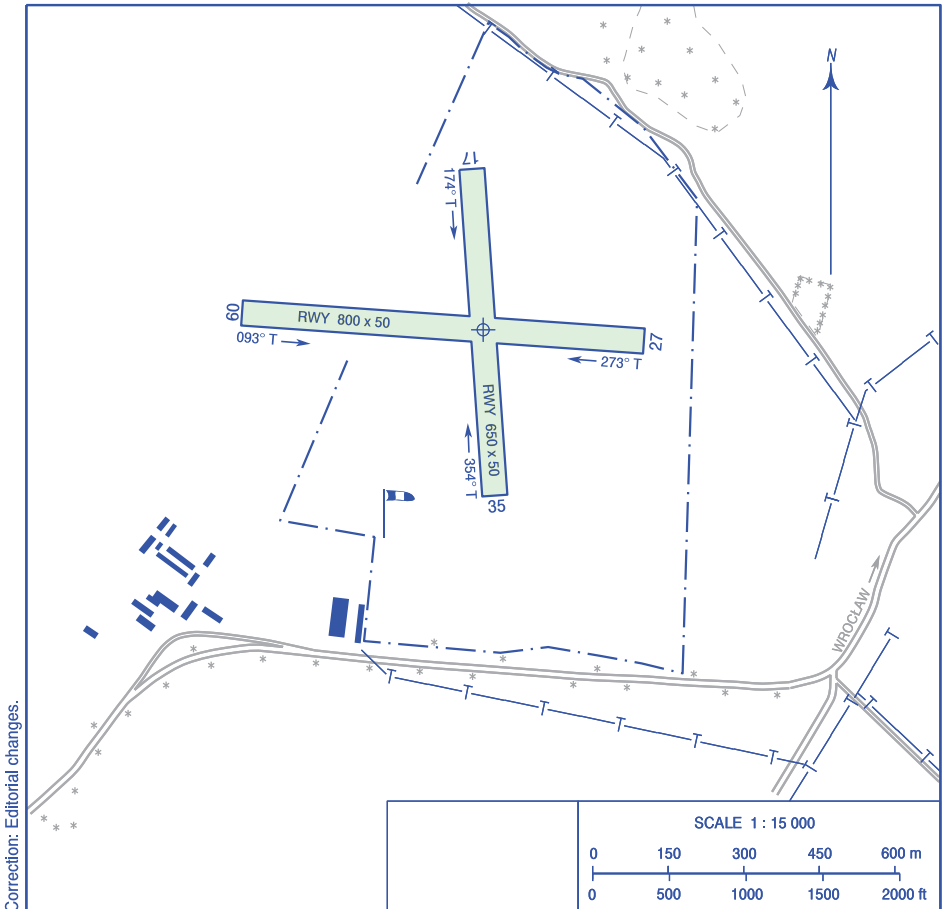 N
17
174° T
09
RWY 800 x 50
093° T
27
273° T
RWY 650 x 50
354° T
35
WROCŁAW
Correction: Editorial changes.
SCALE 1 : 15 000
0 150 300 450 600 m
0 500 1000 1500 2000 ft